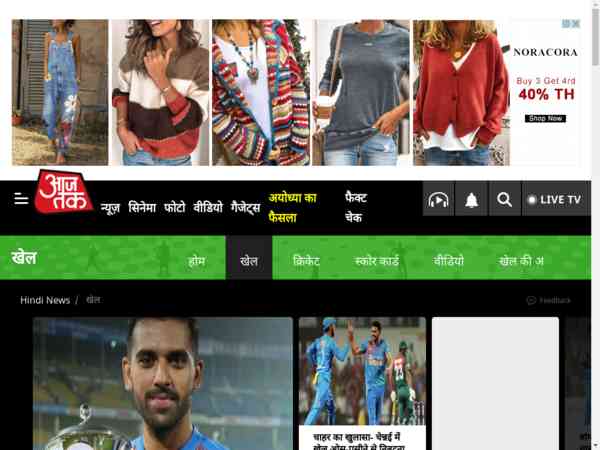 NORACORA
Buy 3 Get 4rd
40% TH
Shop Now
आज तक
न्यूज़ सिनेमा फोटो वीडियो गैजेट्स अयोध्या का फैसला फैक्ट चेक
LIVE TV
खेल
होम खेल क्रिकेट स्कोर कार्ड वीडियो खेल की अ
Hindi News / खेल
Feedback
चाहर का खुलासा- चेन्नई में